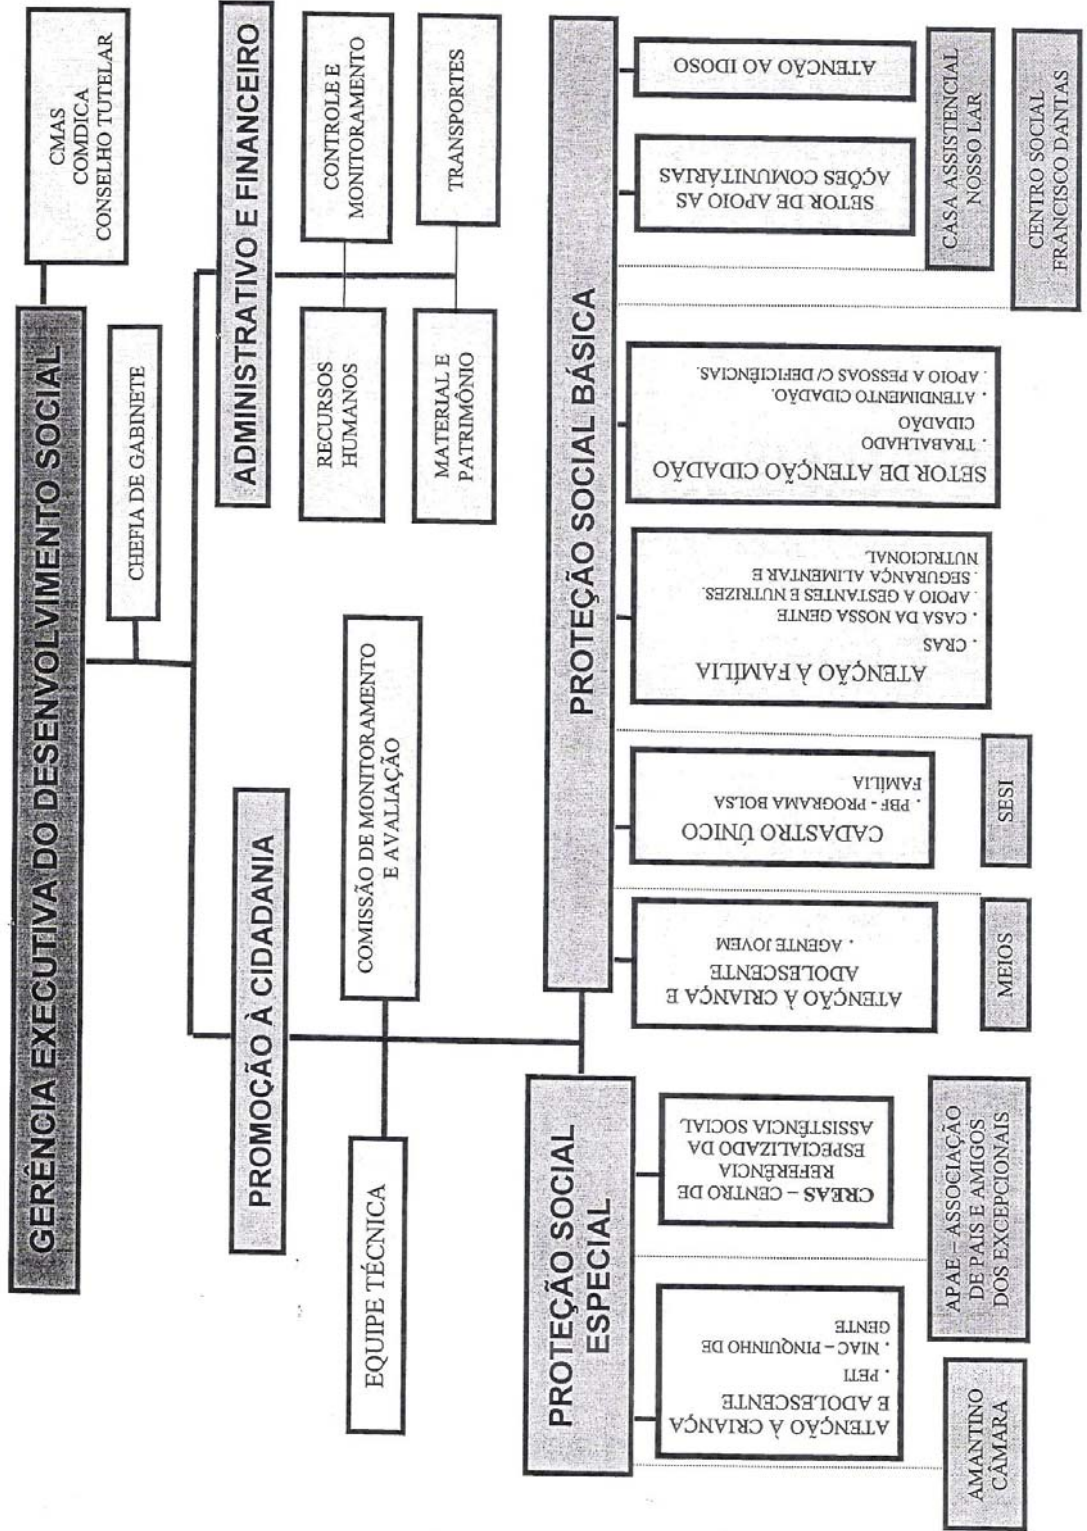 GERÊNCIA EXECUTIVA DO DESENVOLVIMENTO SOCIAL
CMAS
COMDICA
CONSELHO TUTELAR
CHEFIA DE GABINETE
PROMOÇÃO À CIDADANIA
ADMINISTRATIVO E FINANCEIRO
EQUIPE TÉCNICA
COMISSÃO DE MONITORAMENTO
E AVALIAÇÃO
RECURSOS
HUMANOS
CONTROLE E
MONITORAMENTO
MATERIAL E
PATRIMÔNIO
TRANSPORTES
PROTEÇÃO SOCIAL
ESPECIAL
PROTEÇÃO SOCIAL BÁSICA
ATENÇÃO À CRIANÇA
E ADOLESCENTE
. PETI
. NIAC – PINQUINHO DE
GENTE
CREAS – CENTRO DE
REFERÊNCIA
ESPECIALIZADO DA
ASSISTÊNCIA SOCIAL
ATENÇÃO À CRIANÇA E
ADOLESCENTE
. AGENTE JOVEM
CADASTRO ÚNICO
. PBF - PROGRAMA BOLSA
FAMÍLIA
ATENÇÃO À FAMÍLIA
. CRAS
. CASA DA NOSSA GENTE
. APOIO A GESTANTES E NUTRIZES.
. SEGURANÇA ALIMENTAR E
NUTRICIONAL
SETOR DE ATENÇÃO CIDADÃO
. TRABALHADO
CIDADÃO
. ATENDIMENTO CIDADÃO.
. APOIO A PESSOAS C/ DEFICIÊNCIAS.
SETOR DE APOIO AS
AÇÕES COMUNITÁRIAS
ATENÇÃO AO IDOSO
AMANTINO
CÂMARA
APAE – ASSOCIAÇÃO
DE PAIS E AMIGOS
DOS EXCEPCIONAIS
MEIOS
SESI
CASA ASSISTENCIAL
NOSSO LAR
CENTRO SOCIAL
FRANCISCO DANTAS